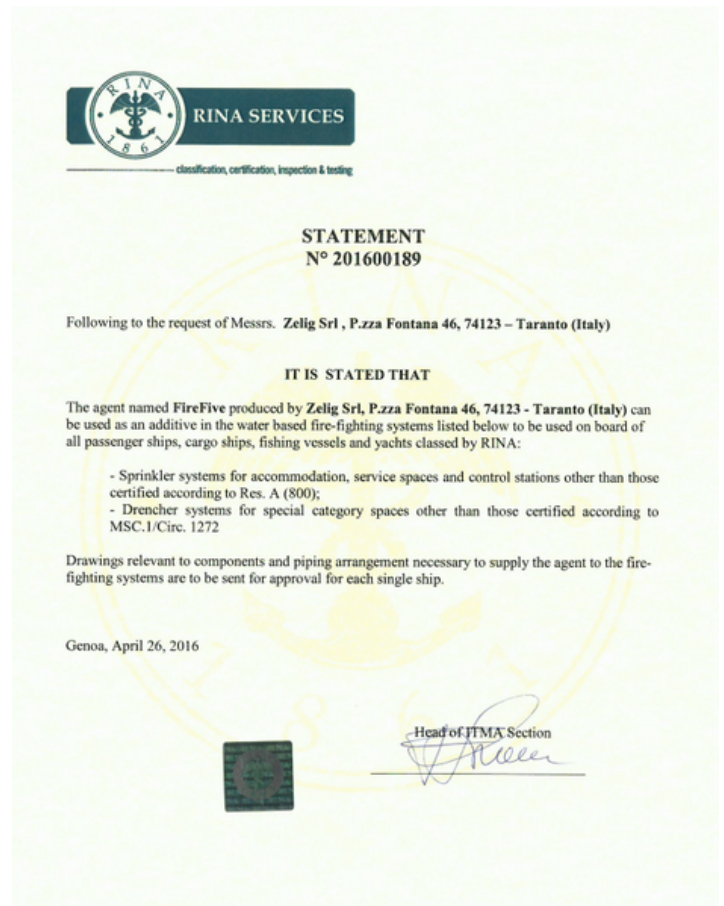 RINA
1861
RINA SERVICES
classification, certification, inspection & testing
STATEMENT
N° 201600189
Following to the request of Messrs. Zelig Srl , P.zza Fontana 46, 74123 – Taranto (Italy)
IT IS STATED THAT
The agent named FireFive produced by Zelig Srl, P.zza Fontana 46, 74123 - Taranto (Italy) can
be used as an additive in the water based fire-fighting systems listed below to be used on board of
all passenger ships, cargo ships, fishing vessels and yachts classed by RINA:
- Sprinkler systems for accommodation, service spaces and control stations other than those
certified according to Res. A (800);
- Drencher systems for special category spaces other than those certified according to
MSC.1/Circ. 1272
Drawings relevant to components and piping arrangement necessary to supply the agent to the fire-
fighting systems are to be sent for approval for each single ship.
Genoa, April 26, 2016
Head of ITMA Section